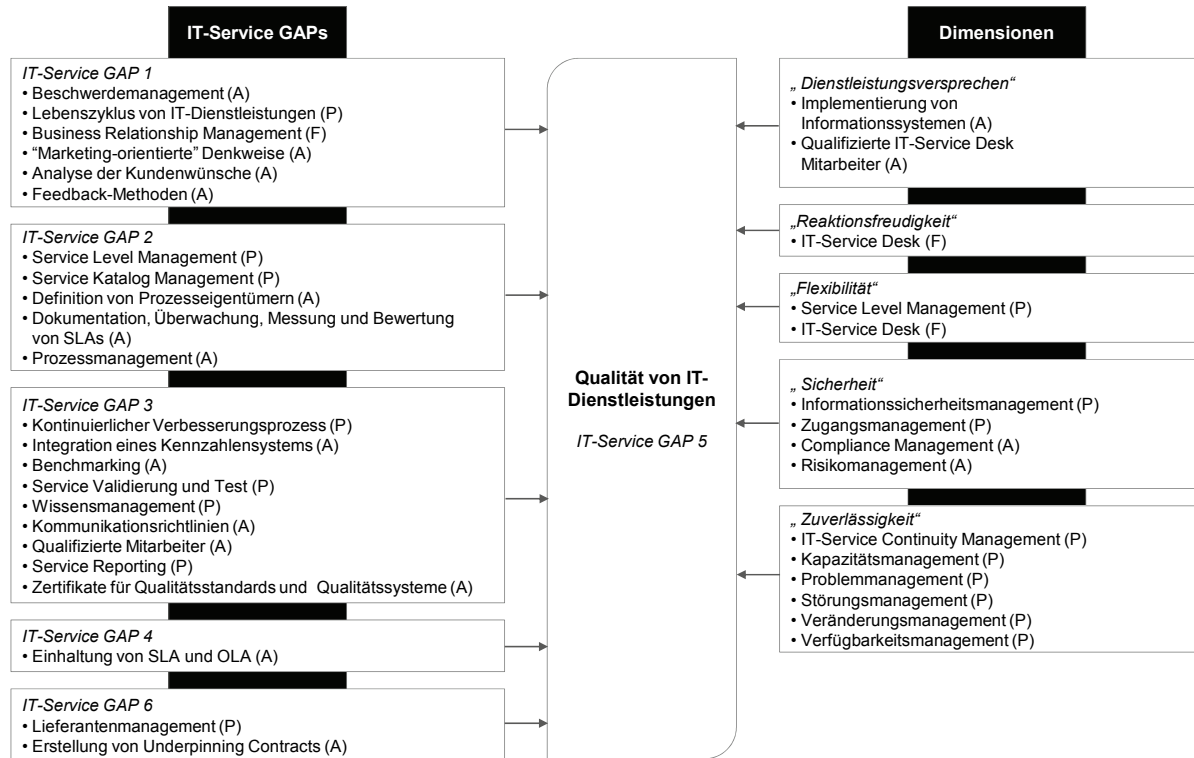 IT-Service GAPs
IT-Service GAP 1
• Beschwerdemanagement (A)
• Lebenszyklus von IT-Dienstleistungen (P)
• Business Relationship Management (F)
• “Marketing-orientierte” Denkweise (A)
• Analyse der Kundenwünsche (A)
• Feedback-Methoden (A)
IT-Service GAP 2
• Service Level Management (P)
• Service Katalog Management (P)
• Definition von Prozesseigentümern (A)
• Dokumentation, Überwachung, Messung und Bewertung
von SLAs (A)
• Prozessmanagement (A)
IT-Service GAP 3
• Kontinuierlicher Verbesserungsprozess (P)
• Integration eines Kennzahlensystems (A)
• Benchmarking (A)
• Service Validierung und Test (P)
• Wissensmanagement (P)
• Kommunikationsrichtlinien (A)
• Qualifizierte Mitarbeiter (A)
• Service Reporting (P)
• Zertifikate für Qualitätsstandards und Qualitätssysteme (A)
IT-Service GAP 4
• Einhaltung von SLA und OLA (A)
IT-Service GAP 6
• Lieferantenmanagement (P)
• Erstellung von Underpinning Contracts (A)
Qualität von IT-
Dienstleistungen
IT-Service GAP 5
Dimensionen
„ Dienstleistungsversprechen“
• Implementierung von
Informationssystemen (A)
• Qualifizierte IT-Service Desk
Mitarbeiter (A)
„Reaktionsfreudigkeit“
• IT-Service Desk (F)
„Flexibilität“
• Service Level Management (P)
• IT-Service Desk (F)
„ Sicherheit“
• Informationssicherheitsmanagement (P)
• Zugangsmanagement (P)
• Compliance Management (A)
• Risikomanagement (A)
„ Zuverlässigkeit“
• IT-Service Continuity Management (P)
• Kapazitätsmanagement (P)
• Problemmanagement (P)
• Störungsmanagement (P)
• Veränderungsmanagement (P)
• Verfügbarkeitsmanagement (P)